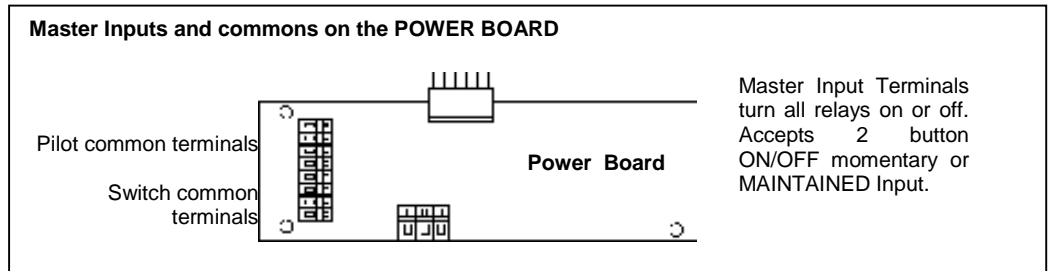 Master Inputs and commons on the POWER BOARD
Pilot common terminals
Switch common
terminals
Power Board
Master Input Terminals
turn all relays on or off.
Accepts 2 button
ON/OFF momentary or
MAINTAINED Input.